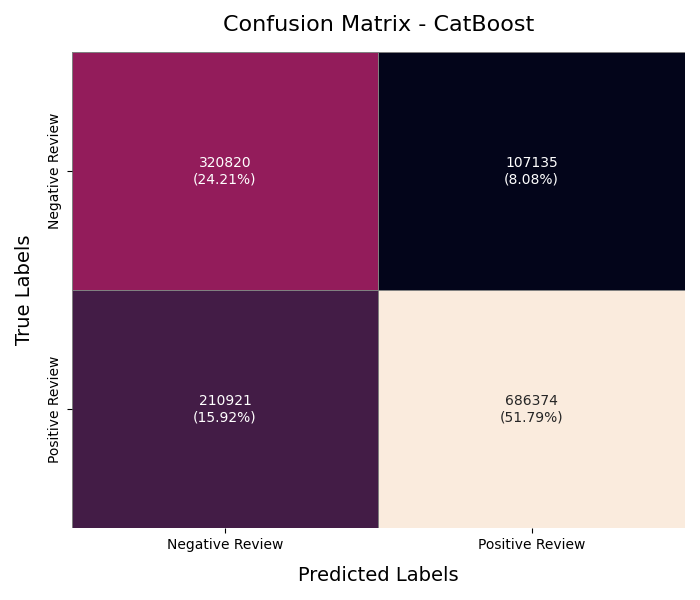 Confusion Matrix - CatBoost
True Labels
Negative Review
320820
(24.21%)
107135
(8.08%)
Positive Review
210921
(15.92%)
686374
(51.79%)
Negative Review
Positive Review
Predicted Labels